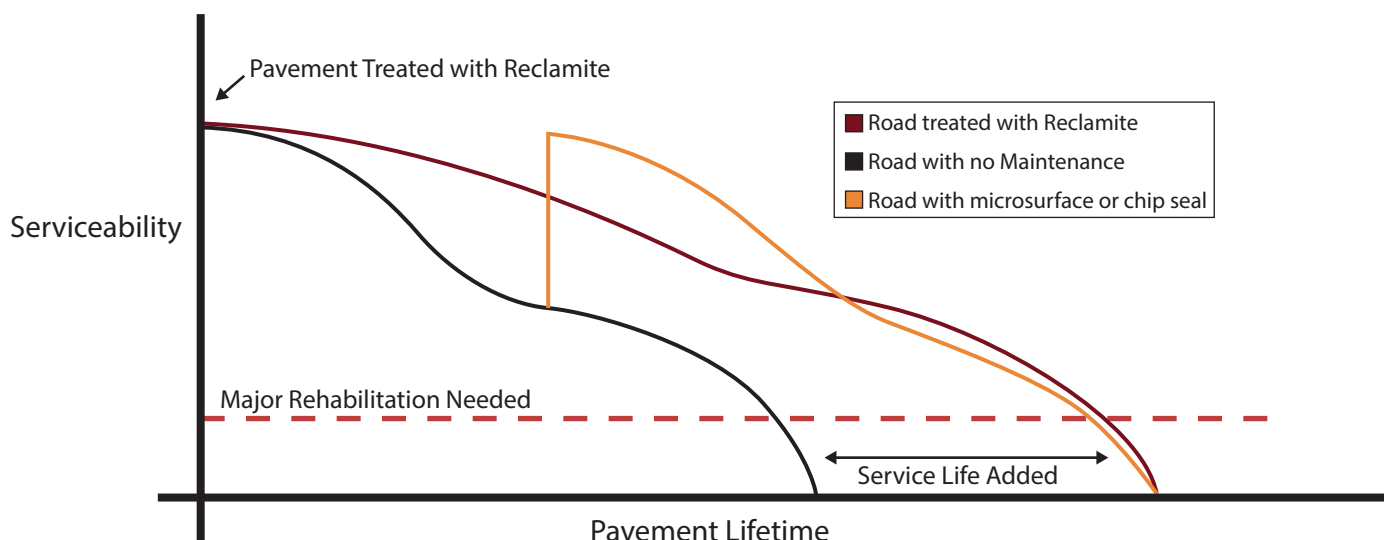 Pavement Treated with Reclamite
Road treated with Reclamite
Road with no Maintenance
Road with microsurface or chip seal
Serviceability
Major Rehabilitation Needed
Service Life Added
Pavement Lifetime